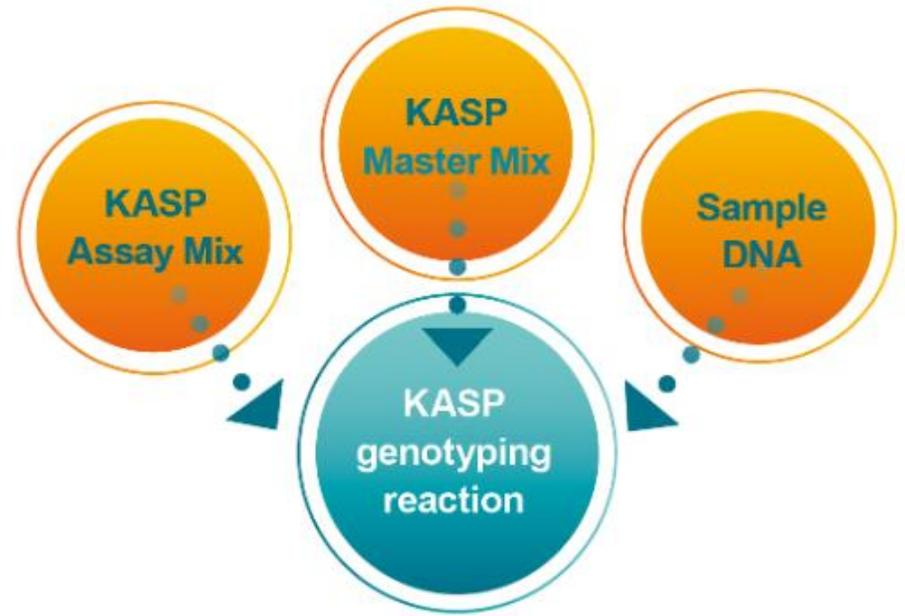 KASP
Assay Mix
KASP
Master Mix
Sample
DNA
KASP
genotyping
reaction